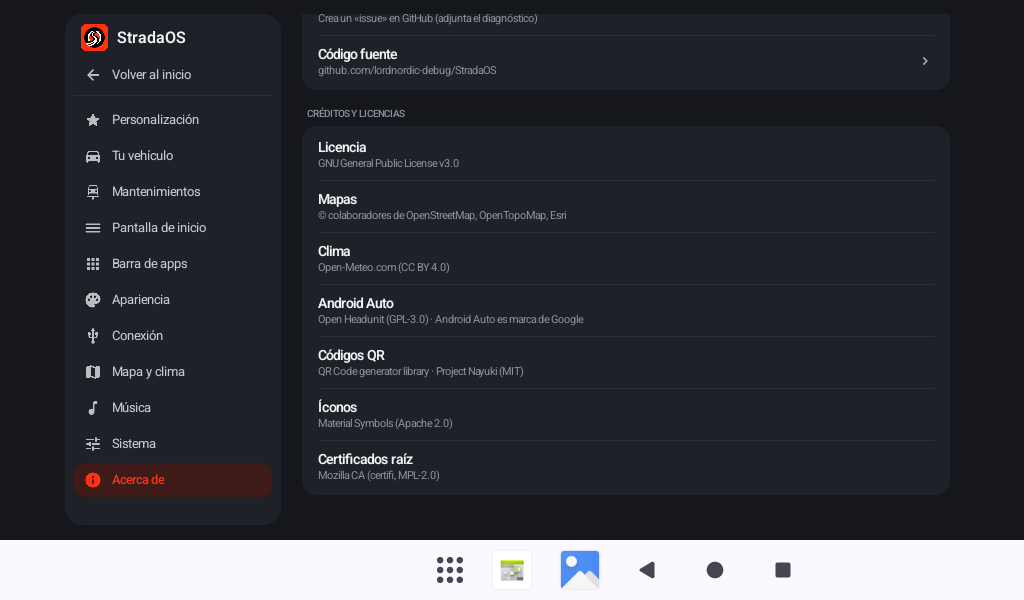 StradaOS
Volver al inicio
Personalización
Tu vehículo
Mantenimientos
Pantalla de inicio
Barra de apps
Apariencia
Conexión
Mapa y clima
Música
Sistema
Acerca de
Crea un «issue» en GitHub (adjunta el diagnóstico)
Código fuente
github.com/lordnordic-debug/StradaOS
CRÉDITOS Y LICENCIAS
Licencia
GNU General Public License v3.0
Mapas
© colaboradores de OpenStreetMap, OpenTopoMap, Esri
Clima
Open-Meteo.com (CC BY 4.0)
Android Auto
Open Headunit (GPL-3.0) · Android Auto es marca de Google
Códigos QR
QR Code generator library · Project Nayuki (MIT)
Íconos
Material Symbols (Apache 2.0)
Certificados raíz
Mozilla CA (certifi, MPL-2.0)